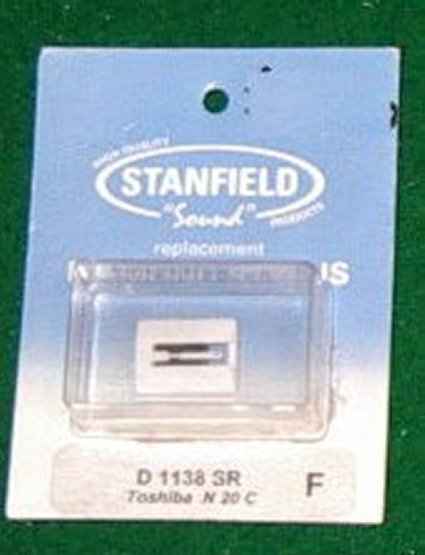 HIGH QUALITY
STANFIELD
"Sound"
PRODUCTS
replacement
D 1138 SR
Toshiba N 20 C
F